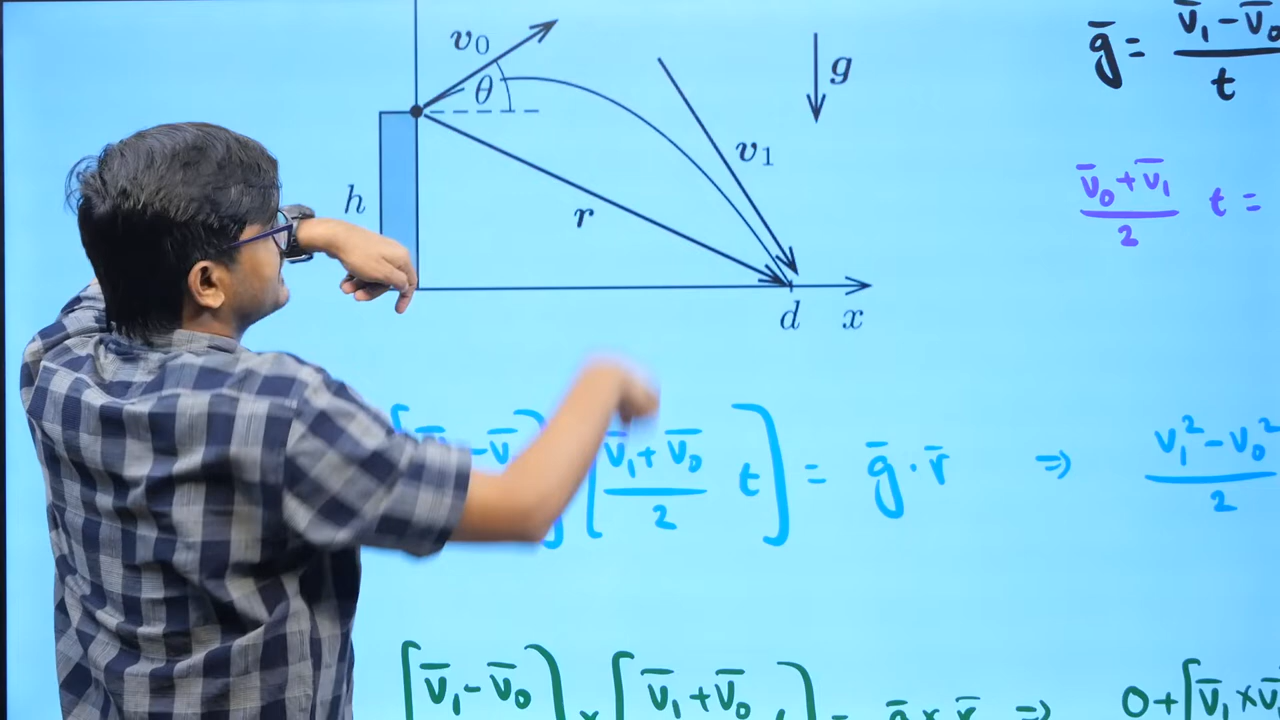 v₀
θ
g
v₁
h
r
d
x
g̅ = (v̅₁ - v̅₀) / t
(v̅₀ + v̅₁) / 2 t =
- v̅ ] [ (v̅₁ + v̅₀) / 2 t ] = g̅ · r̅ ⇒ (v₁² - v₀²) / 2
[ v̅₁ - v̅₀ ] × [ v̅₁ + v̅₀ ] = ⇒ 0 + [ v̅₁ × v̅